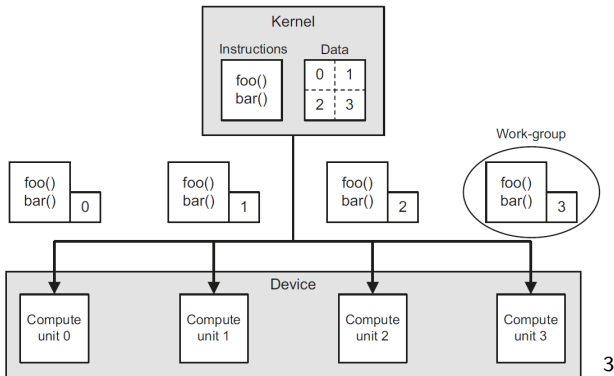 Kernel
Instructions Data
foo()
bar()
0 1
2 3
Work-group
foo()
bar() 0
foo()
bar() 1
foo()
bar() 2
foo()
bar() 3
Device
Compute
unit 0
Compute
unit 1
Compute
unit 2
Compute
unit 3
3